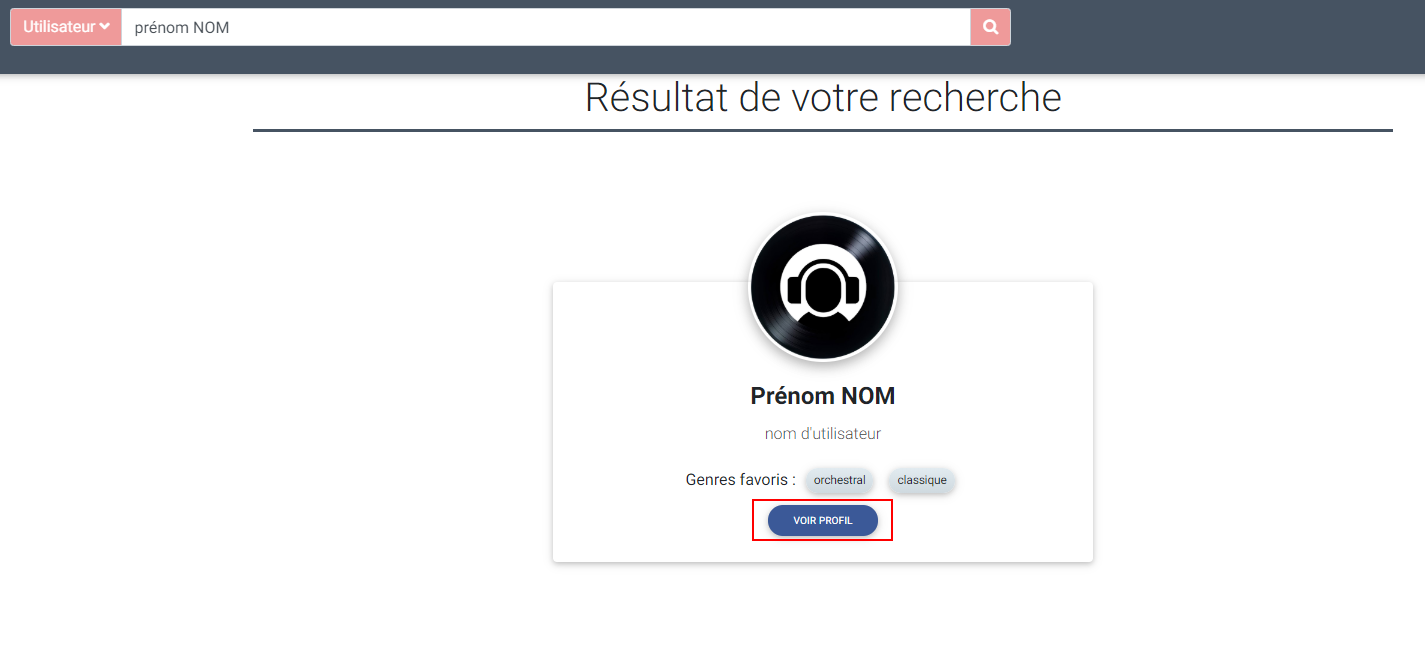 Utilisateur
prénom NOM
Résultat de votre recherche
Prénom NOM
nom d'utilisateur
Genres favoris : orchestral classique
VOIR PROFIL